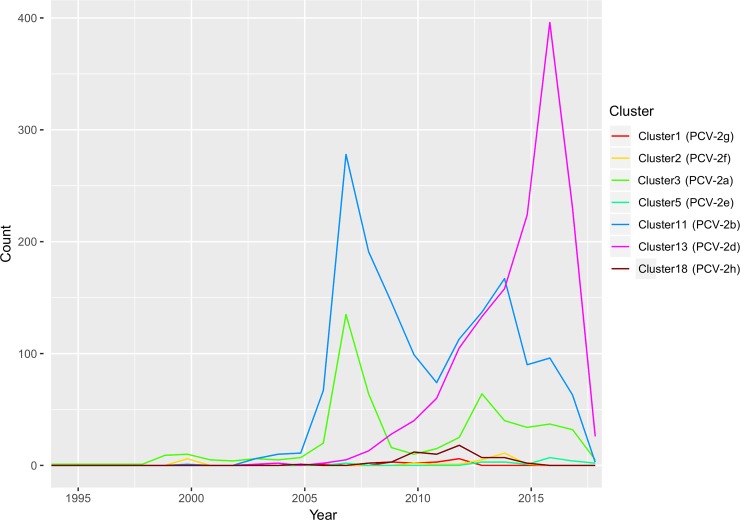 400
300
200
100
0
Count
1995
2000
2005
2010
2015
Year
Cluster
Cluster1 (PCV-2g)
Cluster2 (PCV-2f)
Cluster3 (PCV-2a)
Cluster5 (PCV-2e)
Cluster11 (PCV-2b)
Cluster13 (PCV-2d)
Cluster18 (PCV-2h)